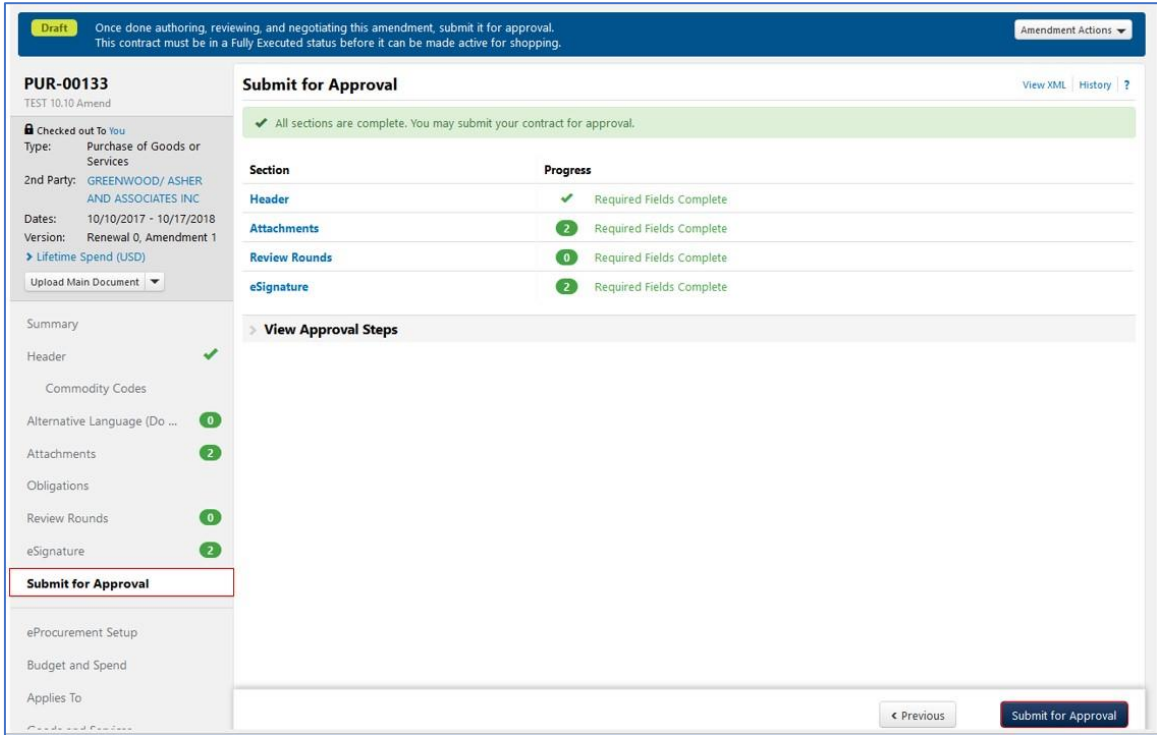 Draft
Once done authoring, reviewing, and negotiating this amendment, submit it for approval.
This contract must be in a Fully Executed status before it can be made active for shopping.
Amendment Actions
PUR-00133
TEST 10.10 Amend
Checked out To You
Type: Purchase of Goods or
Services
2nd Party: GREENWOOD/ ASHER
AND ASSOCIATES INC
Dates: 10/10/2017 - 10/17/2018
Version: Renewal 0, Amendment 1
Lifetime Spend (USD)
Upload Main Document
Summary
Header
Commodity Codes
Alternative Language (Do ... 0
Attachments 2
Obligations
Review Rounds 0
eSignature 2
Submit for Approval
eProcurement Setup
Budget and Spend
Applies To
Goods and Services
Submit for Approval
View XML History ?
All sections are complete. You may submit your contract for approval.
Section Progress
Header Required Fields Complete
Attachments 2 Required Fields Complete
Review Rounds 0 Required Fields Complete
eSignature 2 Required Fields Complete
View Approval Steps
Previous
Submit for Approval